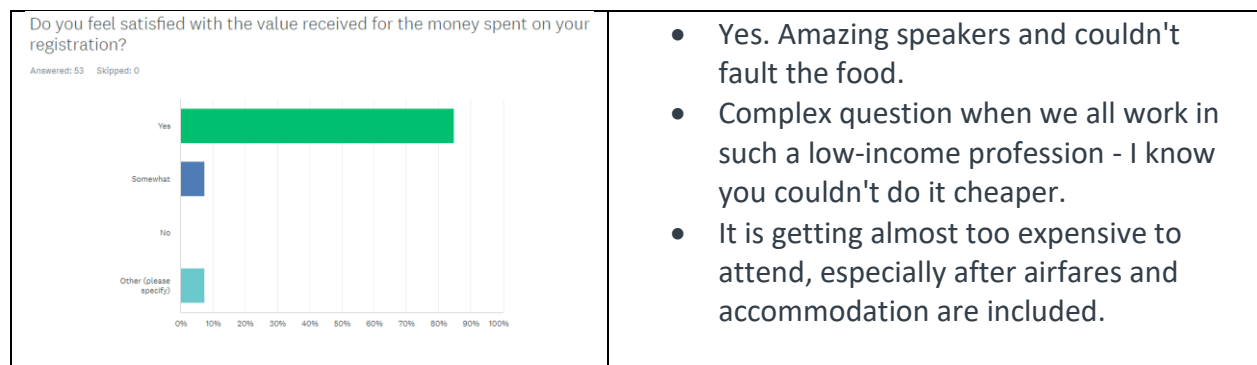 Do you feel satisfied with the value received for the money spent on your
registration?
Answered: 53 Skipped: 0
Yes
Somewhat
No
Other (please
specify)
0% 10% 20% 30% 40% 50% 60% 70% 80% 90% 100%
• Yes. Amazing speakers and couldn't
fault the food.
• Complex question when we all work in
such a low-income profession - I know
you couldn't do it cheaper.
• It is getting almost too expensive to
attend, especially after airfares and
accommodation are included.